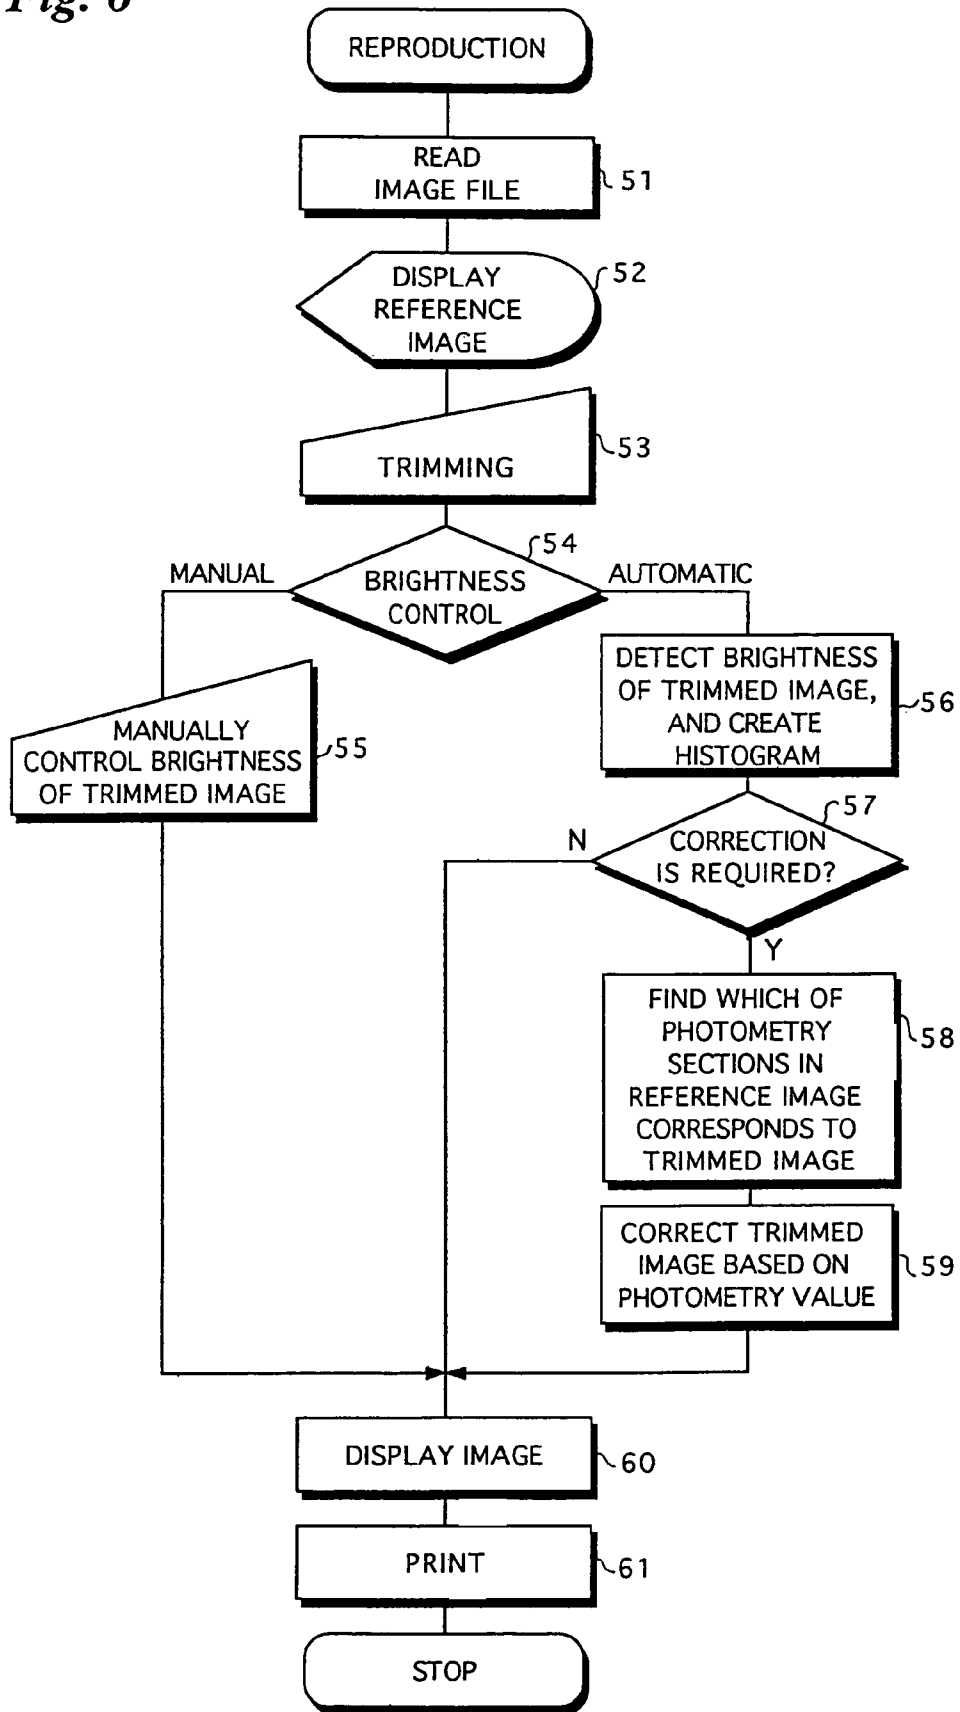 REPRODUCTION
READ
IMAGE FILE
51
DISPLAY
REFERENCE
IMAGE
52
TRIMMING
53
BRIGHTNESS
CONTROL
54
MANUAL
AUTOMATIC
MANUALLY
CONTROL BRIGHTNESS
OF TRIMMED IMAGE
55
DETECT BRIGHTNESS
OF TRIMMED IMAGE,
AND CREATE
HISTOGRAM
56
CORRECTION
IS REQUIRED?
57
N
Y
FIND WHICH OF
PHOTOMETRY
SECTIONS IN
REFERENCE IMAGE
CORRESPONDS TO
TRIMMED IMAGE
58
CORRECT TRIMMED
IMAGE BASED ON
PHOTOMETRY VALUE
59
DISPLAY IMAGE
60
PRINT
61
STOP